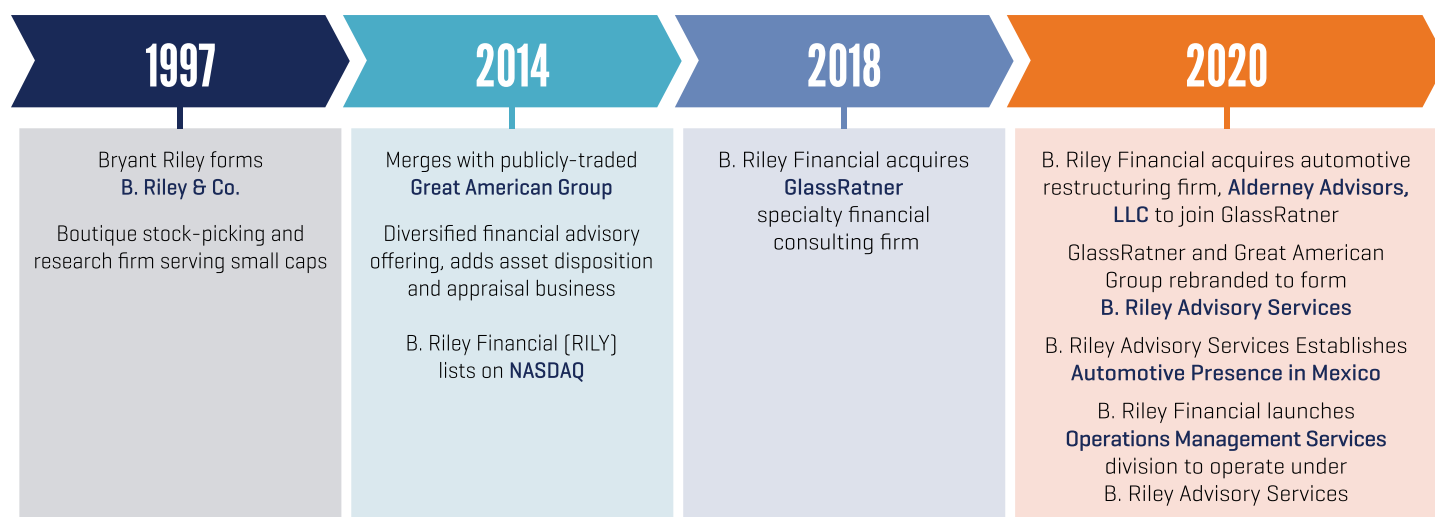 1997
Bryant Riley forms
B. Riley & Co.
Boutique stock-picking and
research firm serving small caps
2014
Merges with publicly-traded
Great American Group
Diversified financial advisory
offering, adds asset disposition
and appraisal business
B. Riley Financial (RILY)
lists on NASDAQ
2018
B. Riley Financial acquires
GlassRatner
specialty financial
consulting firm
2020
B. Riley Financial acquires automotive
restructuring firm, Alderney Advisors,
LLC to join GlassRatner
GlassRatner and Great American
Group rebranded to form
B. Riley Advisory Services
B. Riley Advisory Services Establishes
Automotive Presence in Mexico
B. Riley Financial launches
Operations Management Services
division to operate under
B. Riley Advisory Services